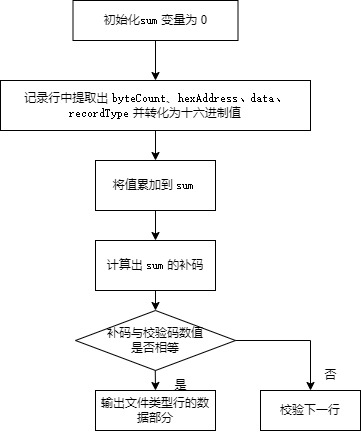 初始化sum 变量为 0
记录行中提取出 byteCount、hexAddress、data、
recordType 并转化为十六进制值
将值累加到 sum
计算出 sum 的补码
补码与校验码数值
是否相等
是
否
输出文件类型行的数
据部分
校验下一行